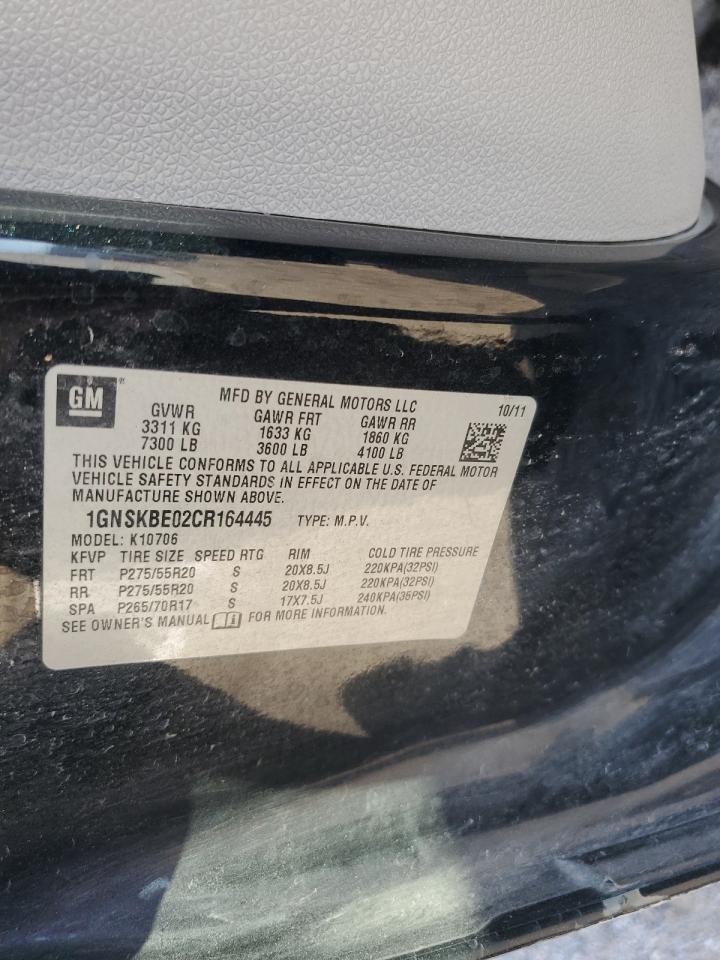 GM
MFD BY GENERAL MOTORS LLC 10/11
GVWR GAWR FRT GAWR RR
3311 KG 1633 KG 1860 KG
7300 LB 3600 LB 4100 LB
THIS VEHICLE CONFORMS TO ALL APPLICABLE U.S. FEDERAL MOTOR
VEHICLE SAFETY STANDARDS IN EFFECT ON THE DATE OF
MANUFACTURE SHOWN ABOVE.
1GNSKBE02CR164445 TYPE: M.P.V.
MODEL: K10706
KFVP TIRE SIZE SPEED RTG RIM COLD TIRE PRESSURE
FRT P275/55R20 S 20X8.5J 220KPA(32PSI)
RR P275/55R20 S 20X8.5J 220KPA(32PSI)
SPA P265/70R17 S 17X7.5J 240KPA(35PSI)
SEE OWNER'S MANUAL FOR MORE INFORMATION.